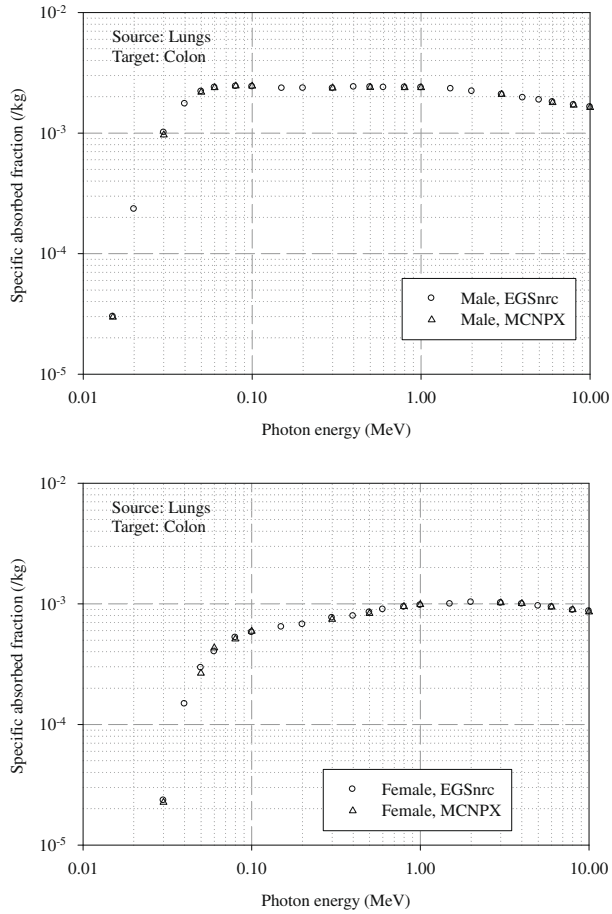 10⁻²
Source: Lungs
Target: Colon
10⁻³
Specific absorbed fraction (/kg)
10⁻⁴
Male, EGSnrc
Male, MCNPX
10⁻⁵
0.01 0.10 1.00 10.00
Photon energy (MeV)
10⁻²
Source: Lungs
Target: Colon
10⁻³
Specific absorbed fraction (/kg)
10⁻⁴
Female, EGSnrc
Female, MCNPX
10⁻⁵
0.01 0.10 1.00 10.00
Photon energy (MeV)